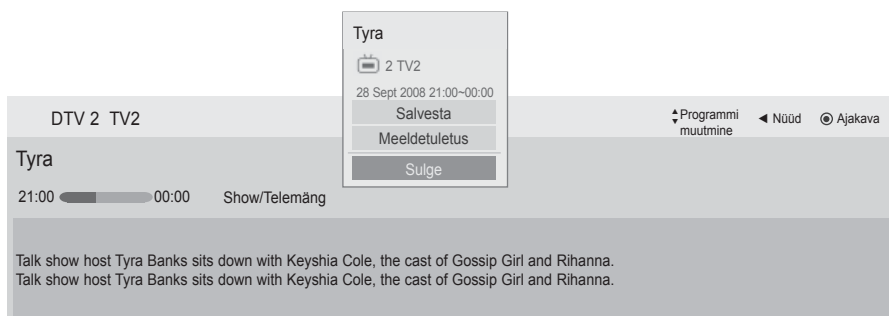 Tyra
2 TV2
28 Sept 2008 21:00~00:00
Salvesta
Meeldetuletus
Sulge
DTV 2 TV2
Programmi
muutmine
Nüüd
Ajakava
Tyra
21:00 00:00 Show/Telemäng
Talk show host Tyra Banks sits down with Keyshia Cole, the cast of Gossip Girl and Rihanna.
Talk show host Tyra Banks sits down with Keyshia Cole, the cast of Gossip Girl and Rihanna.